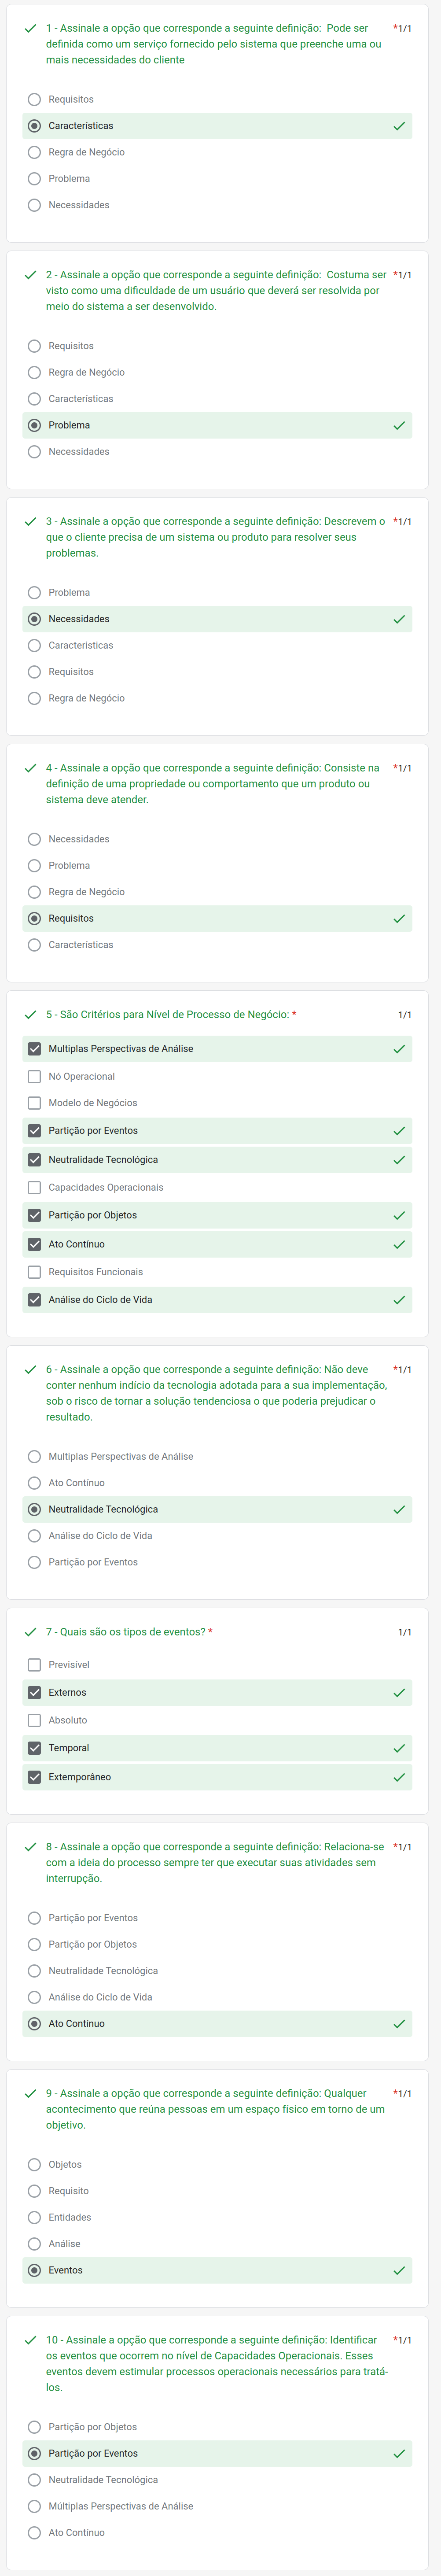 1 - Assinale a opção que corresponde a seguinte definição:  Pode ser *1/1
definida como um serviço fornecido pelo sistema que preenche uma ou
mais necessidades do cliente
Requisitos
Características
Regra de Negócio
Problema
Necessidades
2 - Assinale a opção que corresponde a seguinte definição:  Costuma ser *1/1
visto como uma dificuldade de um usuário que deverá ser resolvida por
meio do sistema a ser desenvolvido.
Requisitos
Regra de Negócio
Características
Problema
Necessidades
3 - Assinale a opção que corresponde a seguinte definição: Descrevem o *1/1
que o cliente precisa de um sistema ou produto para resolver seus
problemas.
Problema
Necessidades
Caracteristicas
Requisitos
Regra de Negócio
4 - Assinale a opção que corresponde a seguinte definição: Consiste na *1/1
definição de uma propriedade ou comportamento que um produto ou
sistema deve atender.
Necessidades
Problema
Regra de Negócio
Requisitos
Características
5 - São Critérios para Nível de Processo de Negócio: * 1/1
Multiplas Perspectivas de Análise
Nó Operacional
Modelo de Negócios
Partição por Eventos
Neutralidade Tecnológica
Capacidades Operacionais
Partição por Objetos
Ato Contínuo
Requisitos Funcionais
Análise do Ciclo de Vida
6 - Assinale a opção que corresponde a seguinte definição: Não deve *1/1
conter nenhum indício da tecnologia adotada para a sua implementação,
sob o risco de tornar a solução tendenciosa o que poderia prejudicar o
resultado.
Multiplas Perspectivas de Análise
Ato Contínuo
Neutralidade Tecnológica
Análise do Ciclo de Vida
Partição por Eventos
7 - Quais são os tipos de eventos? * 1/1
Previsível
Externos
Absoluto
Temporal
Extemporâneo
8 - Assinale a opção que corresponde a seguinte definição: Relaciona-se *1/1
com a ideia do processo sempre ter que executar suas atividades sem
interrupção.
Partição por Eventos
Partição por Objetos
Neutralidade Tecnológica
Análise do Ciclo de Vida
Ato Contínuo
9 - Assinale a opção que corresponde a seguinte definição: Qualquer *1/1
acontecimento que reúna pessoas em um espaço físico em torno de um
objetivo.
Objetos
Requisito
Entidades
Análise
Eventos
10 - Assinale a opção que corresponde a seguinte definição: Identificar *1/1
os eventos que ocorrem no nível de Capacidades Operacionais. Esses
eventos devem estimular processos operacionais necessários para tratá-
los.
Partição por Objetos
Partição por Eventos
Neutralidade Tecnológica
Múltiplas Perspectivas de Análise
Ato Contínuo